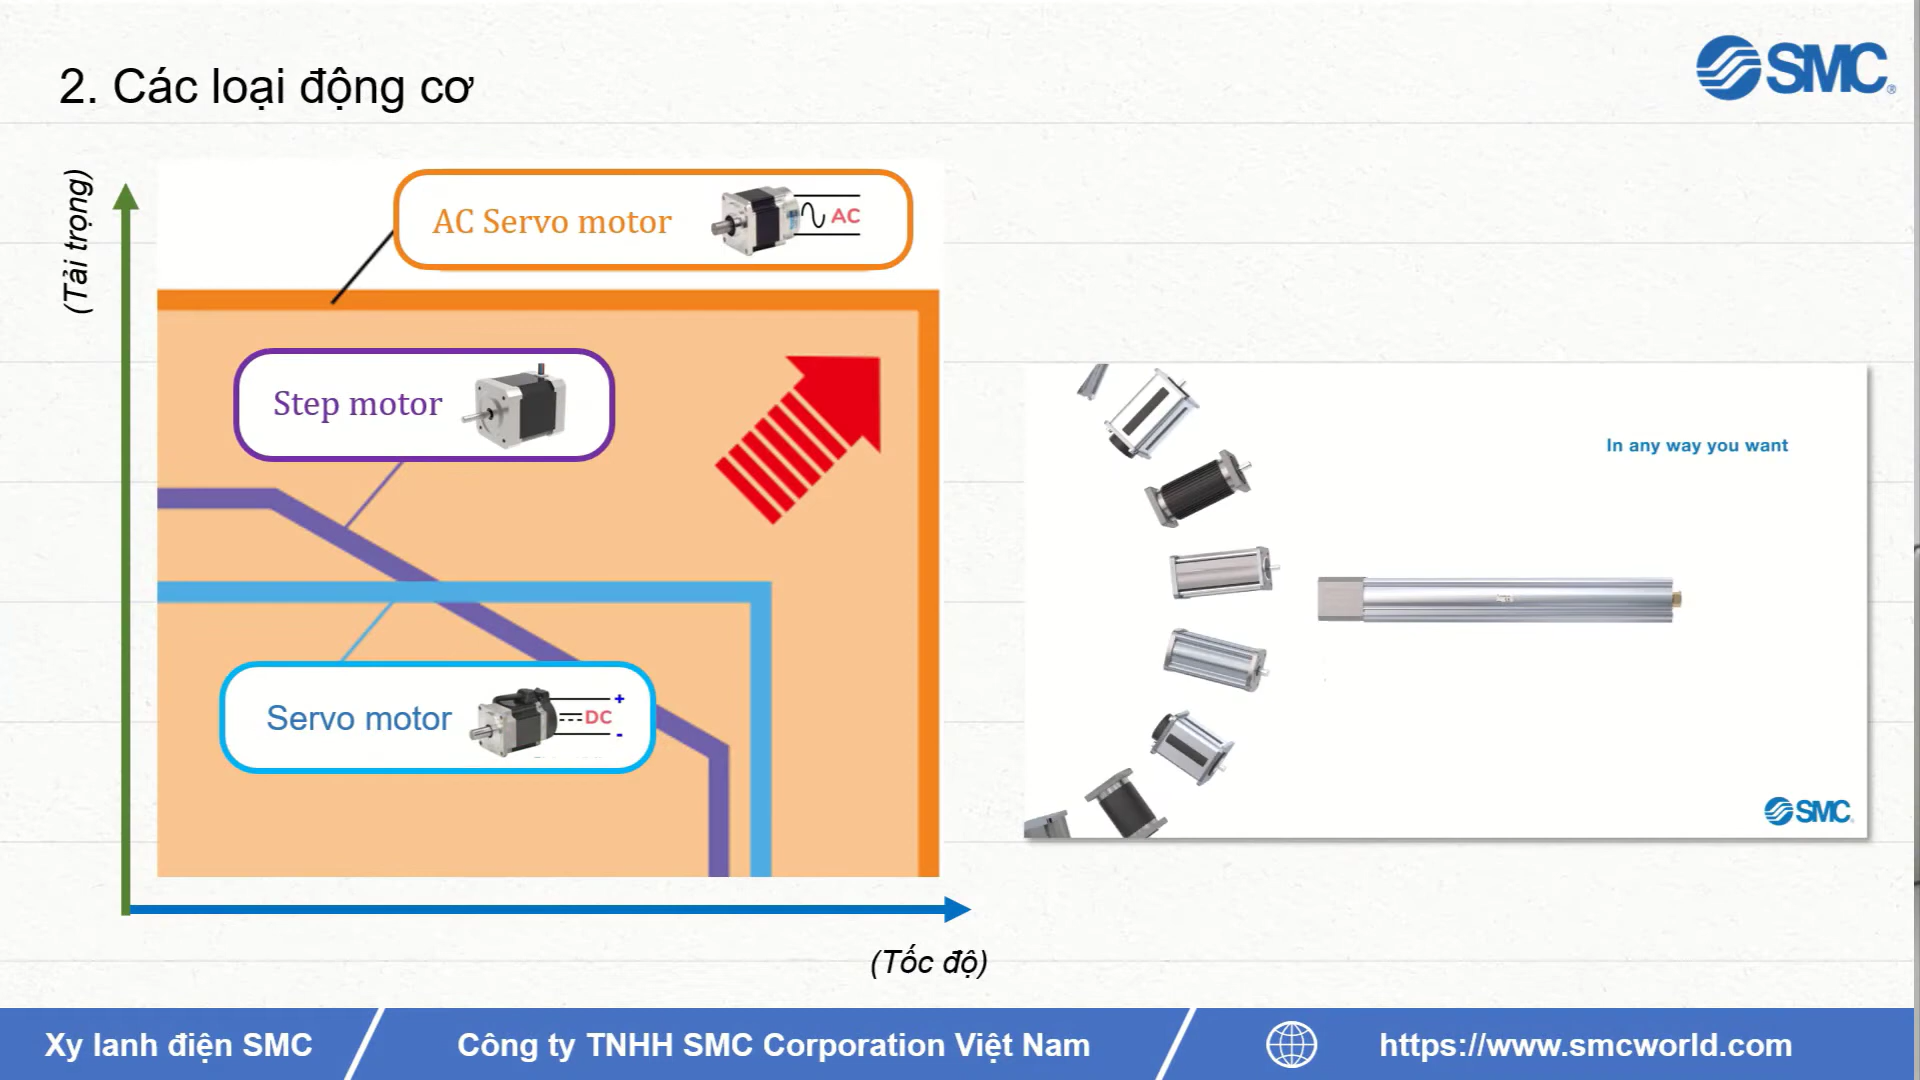 2. Các loại động cơ
SMC®
(Tải trọng)
AC Servo motor
AC
Step motor
Servo motor
+
DC
-
In any way you want
SMC
(Tốc độ)
Xy lanh điện SMC
Công ty TNHH SMC Corporation Việt Nam
https://www.smcworld.com